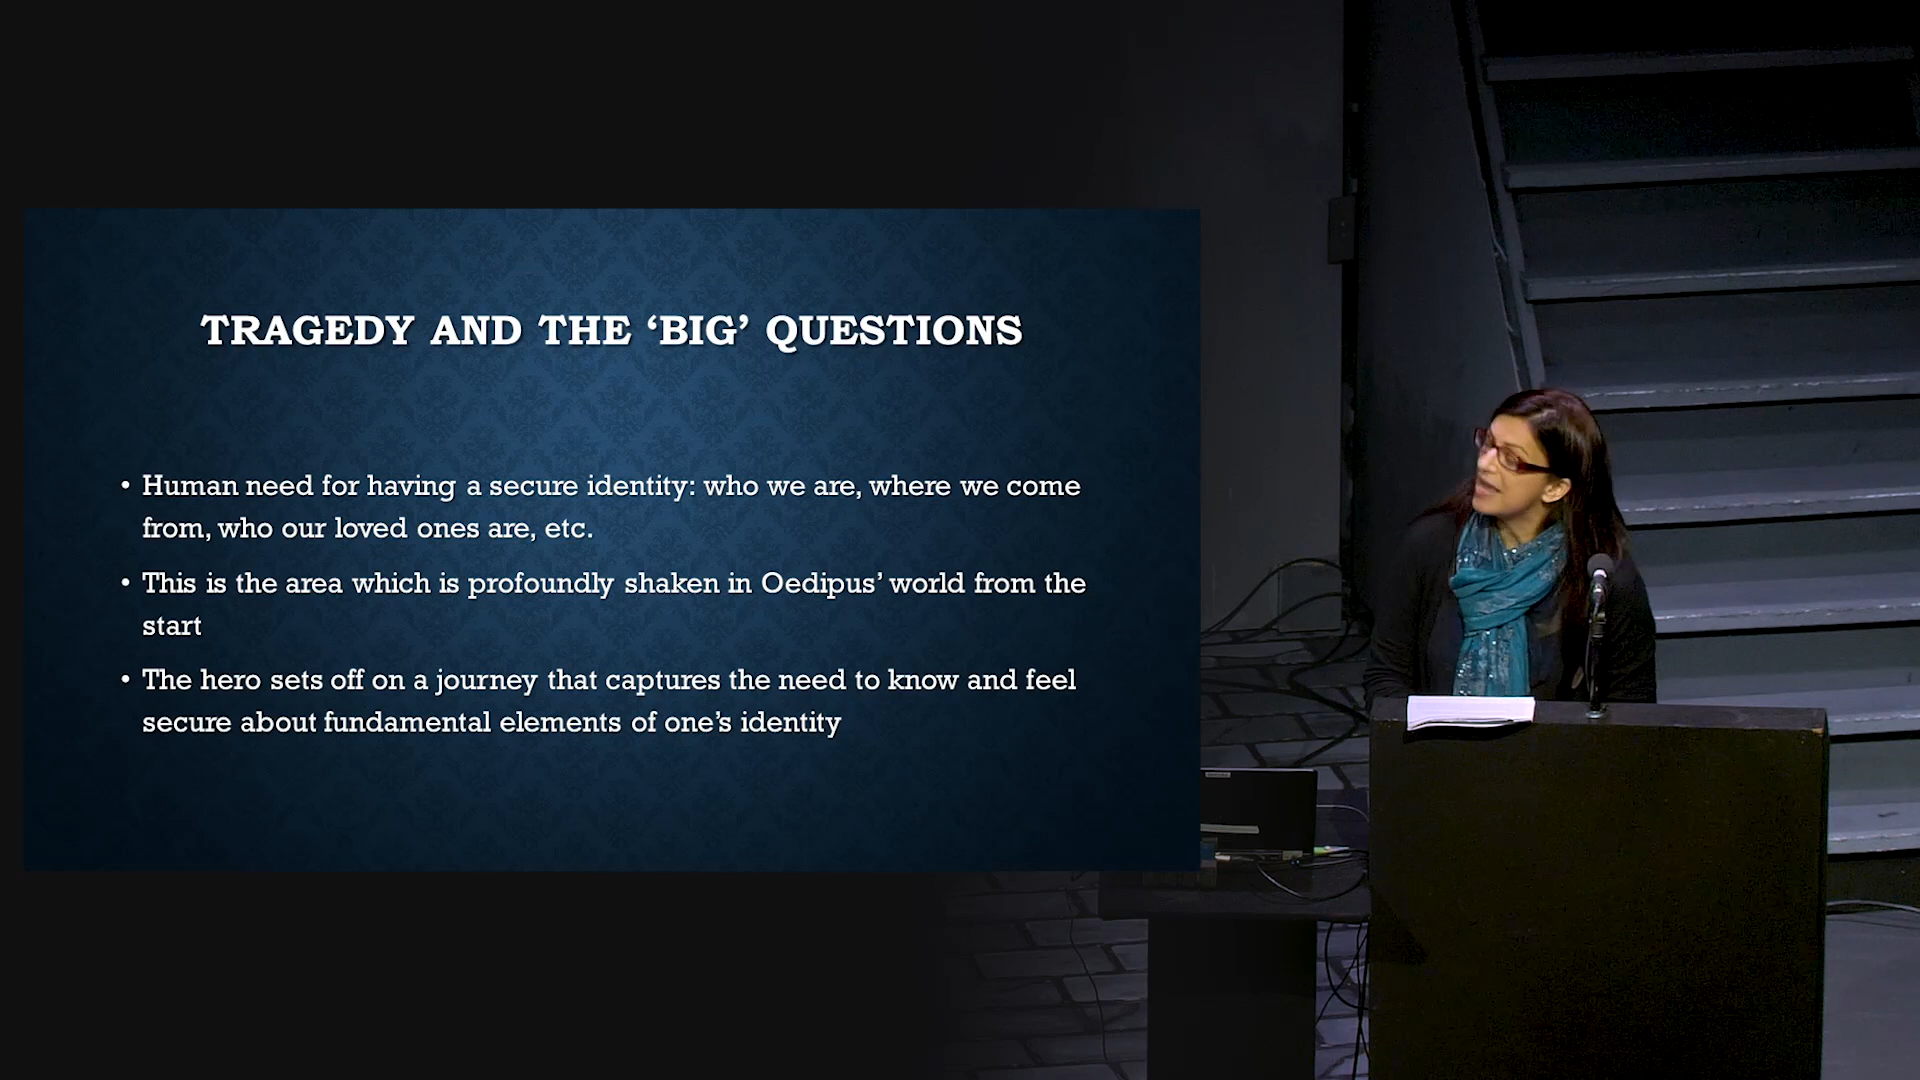 TRAGEDY AND THE ‘BIG’ QUESTIONS
• Human need for having a secure identity: who we are, where we come
from, who our loved ones are, etc.
• This is the area which is profoundly shaken in Oedipus’ world from the
start
• The hero sets off on a journey that captures the need to know and feel
secure about fundamental elements of one’s identity